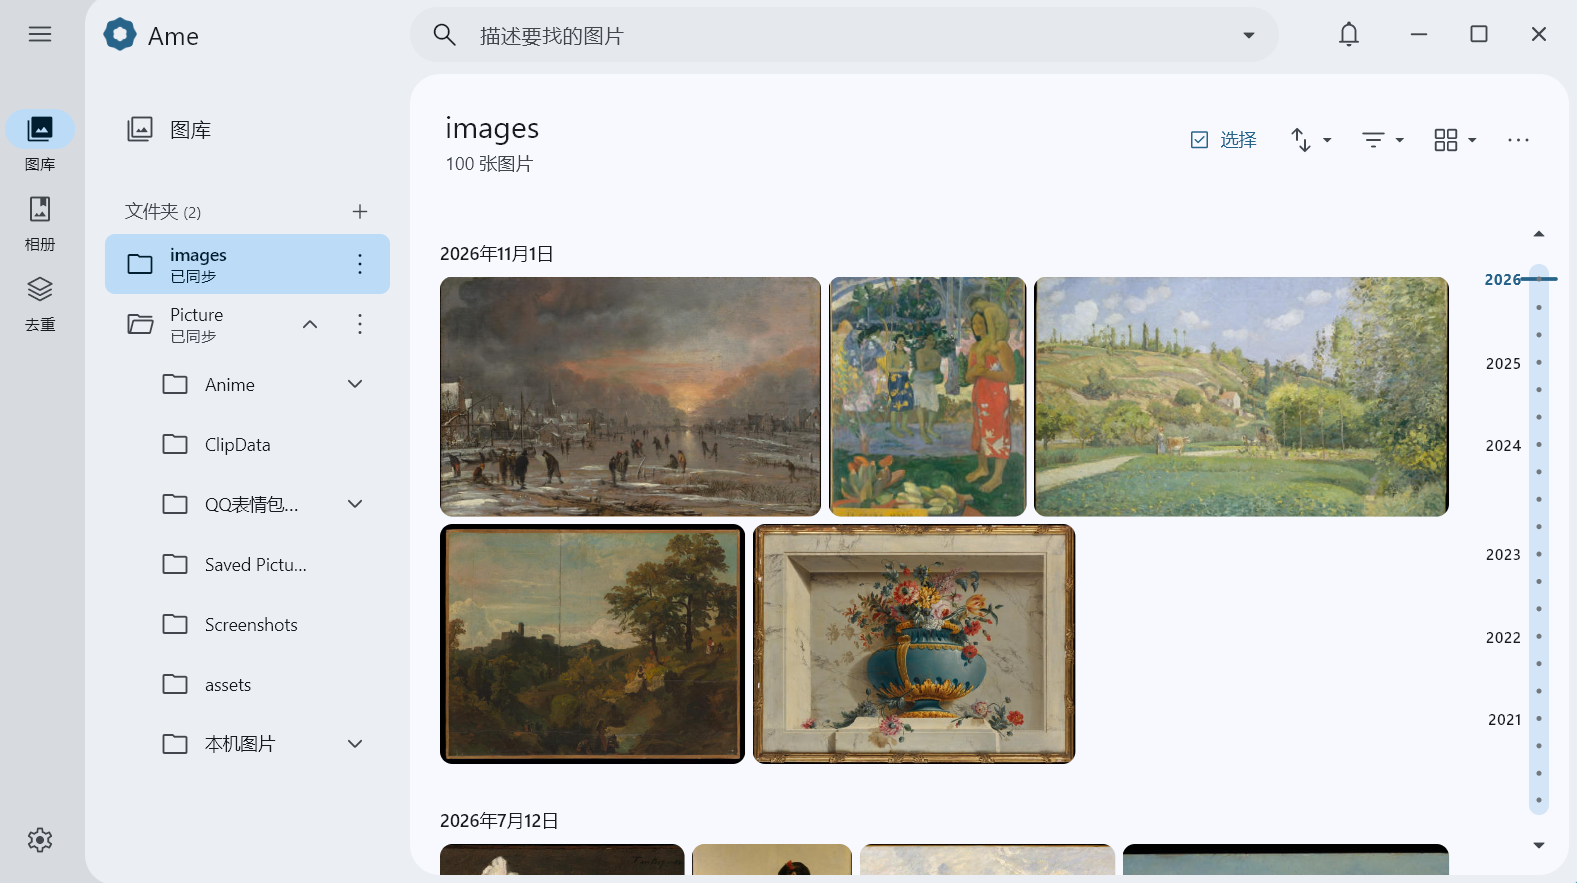 Ame
描述要找的图片
图库
相册
去重
图库
文件夹 (2)
images
已同步
Picture
已同步
Anime
ClipData
QQ表情包...
Saved Pictu...
Screenshots
assets
本机图片
images
100 张图片
选择
2026年11月1日
2026
2025
2024
2023
2022
2021
2026年7月12日